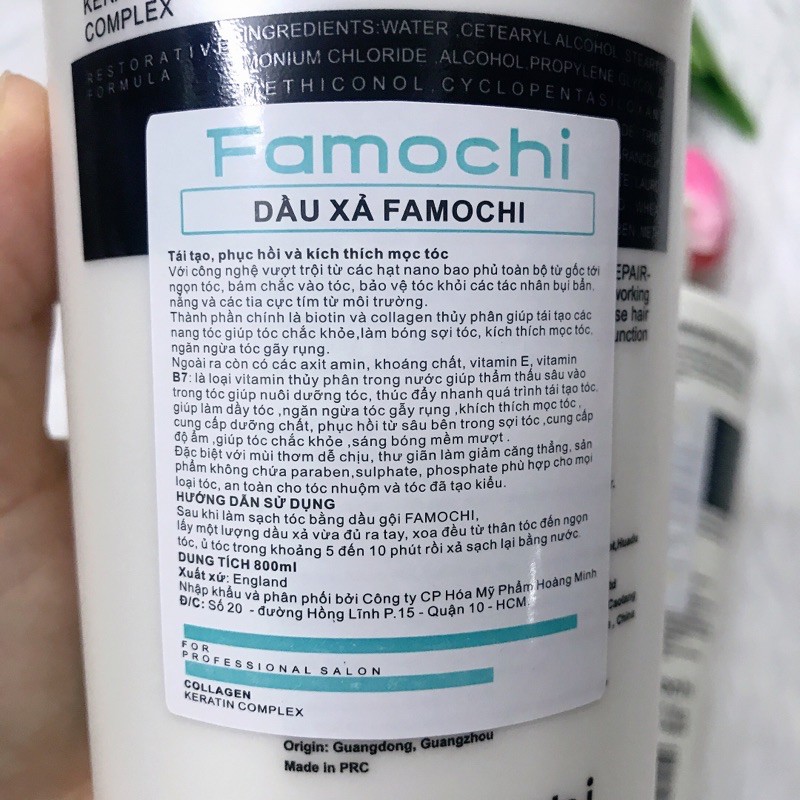 COMPLEX
RESTORATIVE
FORMULA
INGREDIENTS:WATER ,CETEARYL ALCOHOL
MONIUM CHLORIDE ,ALCOHOL,PROPYLENE
METHICONOL,CYCLOPENTASILOXANE
Famochi
DẦU XẢ FAMOCHI
Tái tạo, phục hồi và kích thích mọc tóc
Với công nghệ vượt trội từ các hạt nano bao phủ toàn bộ từ gốc tới
ngọn tóc, bám chắc vào tóc, bảo vệ tóc khỏi các tác nhân bụi bẩn,
nắng và các tia cực tím từ môi trường.
Thành phần chính là biotin và collagen thủy phân giúp tái tạo các
nang tóc giúp tóc chắc khỏe,làm bóng sợi tóc, kích thích mọc tóc,
ngăn ngừa tóc gãy rụng.
Ngoài ra còn có các axit amin, khoáng chất, vitamin E, vitamin
B7: là loại vitamin thủy phân trong nước giúp thẩm thấu sâu vào
trong tóc giúp nuôi dưỡng tóc, thúc đẩy nhanh quá trình tái tạo tóc,
giúp làm dầy tóc ,ngăn ngừa tóc gẫy rụng ,khích thích mọc tóc ,
cung cấp dưỡng chất, phục hồi từ sâu bên trong sợi tóc ,cung cấp
độ ẩm ,giúp tóc chắc khỏe ,sáng bóng mềm mượt .
Đặc biệt với mùi thơm dễ chịu, thư giãn làm giảm căng thẳng, sản
phẩm không chứa paraben,sulphate, phosphate phù hợp cho mọi
loại tóc, an toàn cho tóc nhuộm và tóc đã tạo kiểu.
HƯỚNG DẪN SỬ DỤNG
Sau khi làm sạch tóc bằng dầu gội FAMOCHI,
lấy một lượng dầu xả vừa đủ ra tay, xoa đều từ thân tóc đến ngọn
tóc, ủ tóc trong khoảng 5 đến 10 phút rồi xả sạch lại bằng nước.
DUNG TÍCH 800ml
Xuất xứ: England
Nhập khẩu và phân phối bởi Công ty CP Hóa Mỹ Phẩm Hoàng Minh
Đ/C: Số 20 - đường Hồng Lĩnh P.15 - Quận 10 - HCM
FOR
PROFESSIONAL SALON
COLLAGEN
KERATIN COMPLEX
EPAIR-
working
se hair
unction
, China
Origin: Guangdong, Guangzhou
Made in PRC